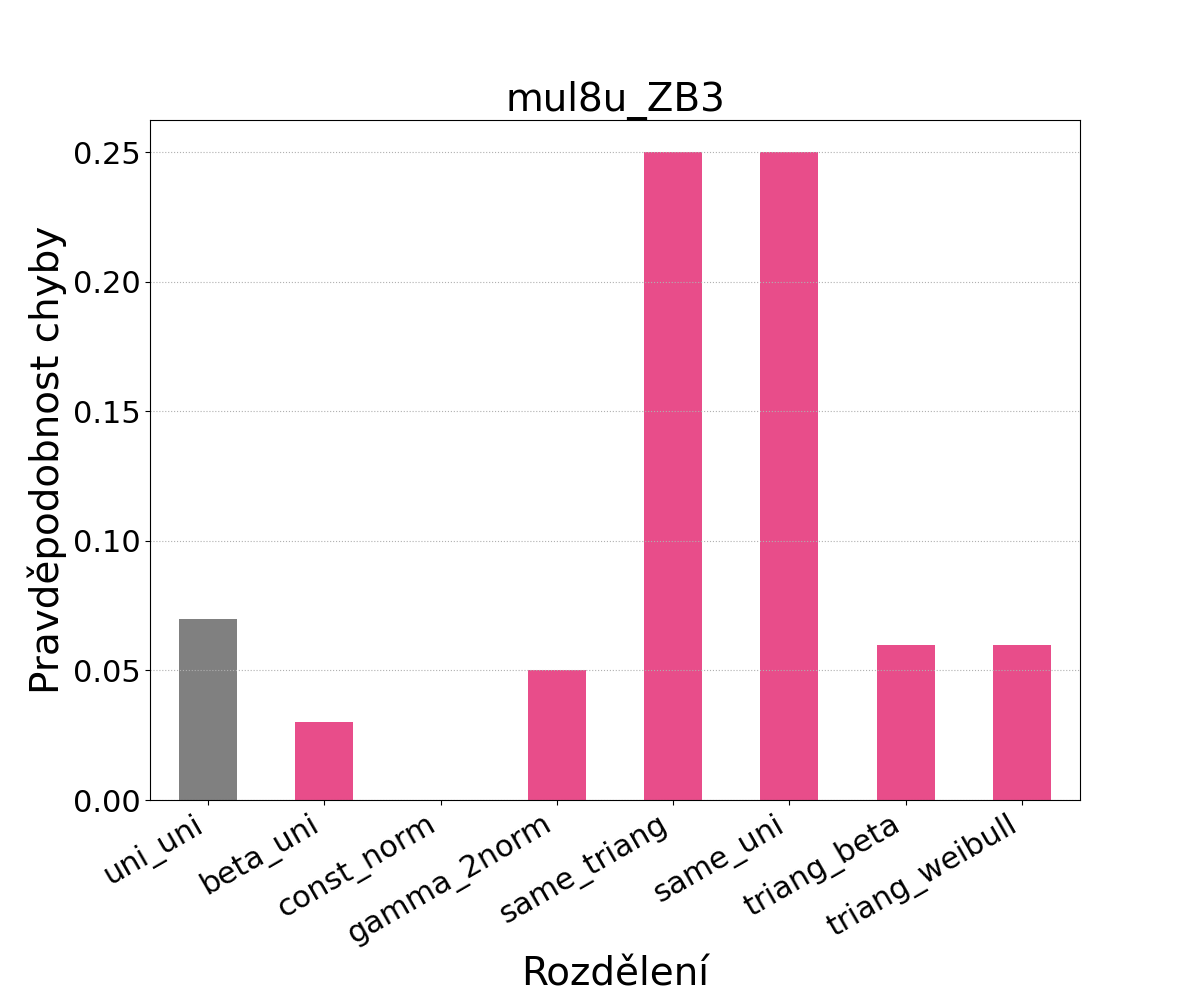 mul8u_ZB3
Pravděpodobnost chyby
0.25
0.20
0.15
0.10
0.05
0.00
uni_uni
beta_uni
const_norm
gamma_2norm
same_triang
same_uni
triang_beta
triang_weibull
Rozdělení